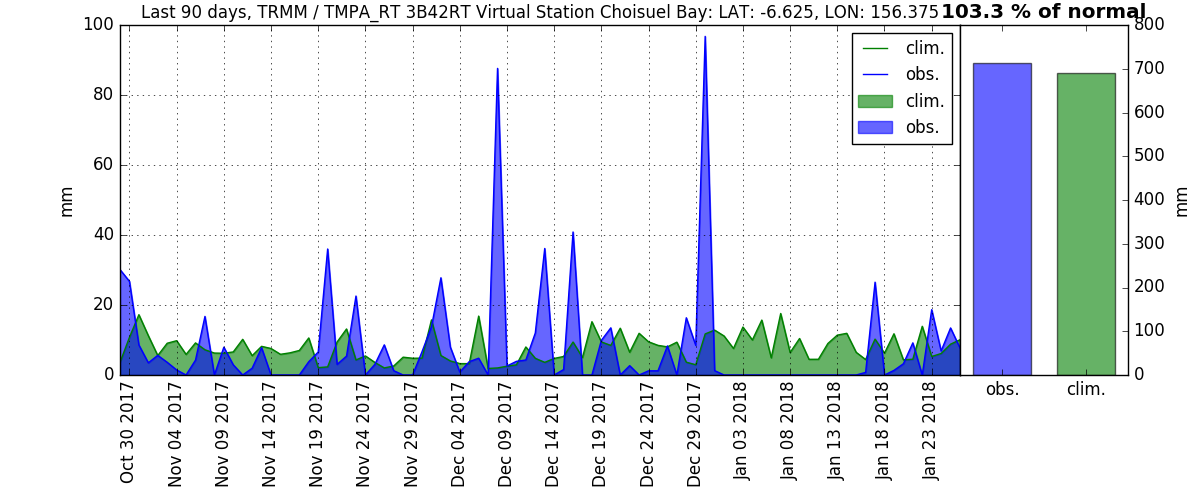 Last 90 days, TRMM / TMPA_RT 3B42RT Virtual Station Choisuel Bay: LAT: -6.625, LON: 156.375
103.3 % of normal
100
80
60
40
20
0
mm
clim.
obs.
clim.
obs.
Oct 30 2017
Nov 04 2017
Nov 09 2017
Nov 14 2017
Nov 19 2017
Nov 24 2017
Nov 29 2017
Dec 04 2017
Dec 09 2017
Dec 14 2017
Dec 19 2017
Dec 24 2017
Dec 29 2017
Jan 03 2018
Jan 08 2018
Jan 13 2018
Jan 18 2018
Jan 23 2018
800
700
600
500
400
300
200
100
0
mm
obs.
clim.